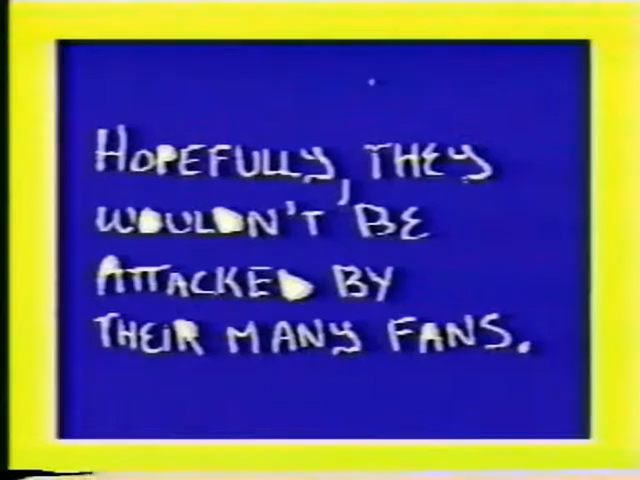 Hopefully, they
wouldn't be
attacked by
their many fans.